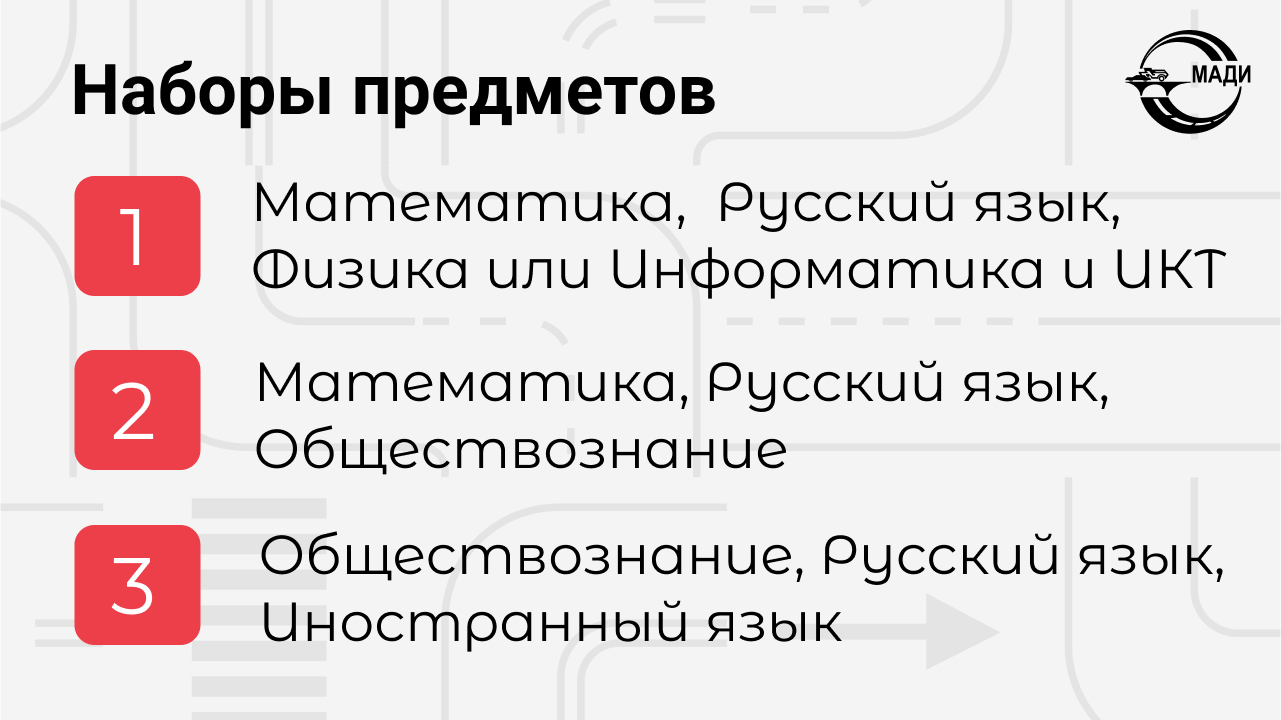 Наборы предметов
МАДИ
1
Математика, Русский язык,
Физика или Информатика и ИКТ
2
Математика, Русский язык,
Обществознание
3
Обществознание, Русский язык,
Иностранный язык